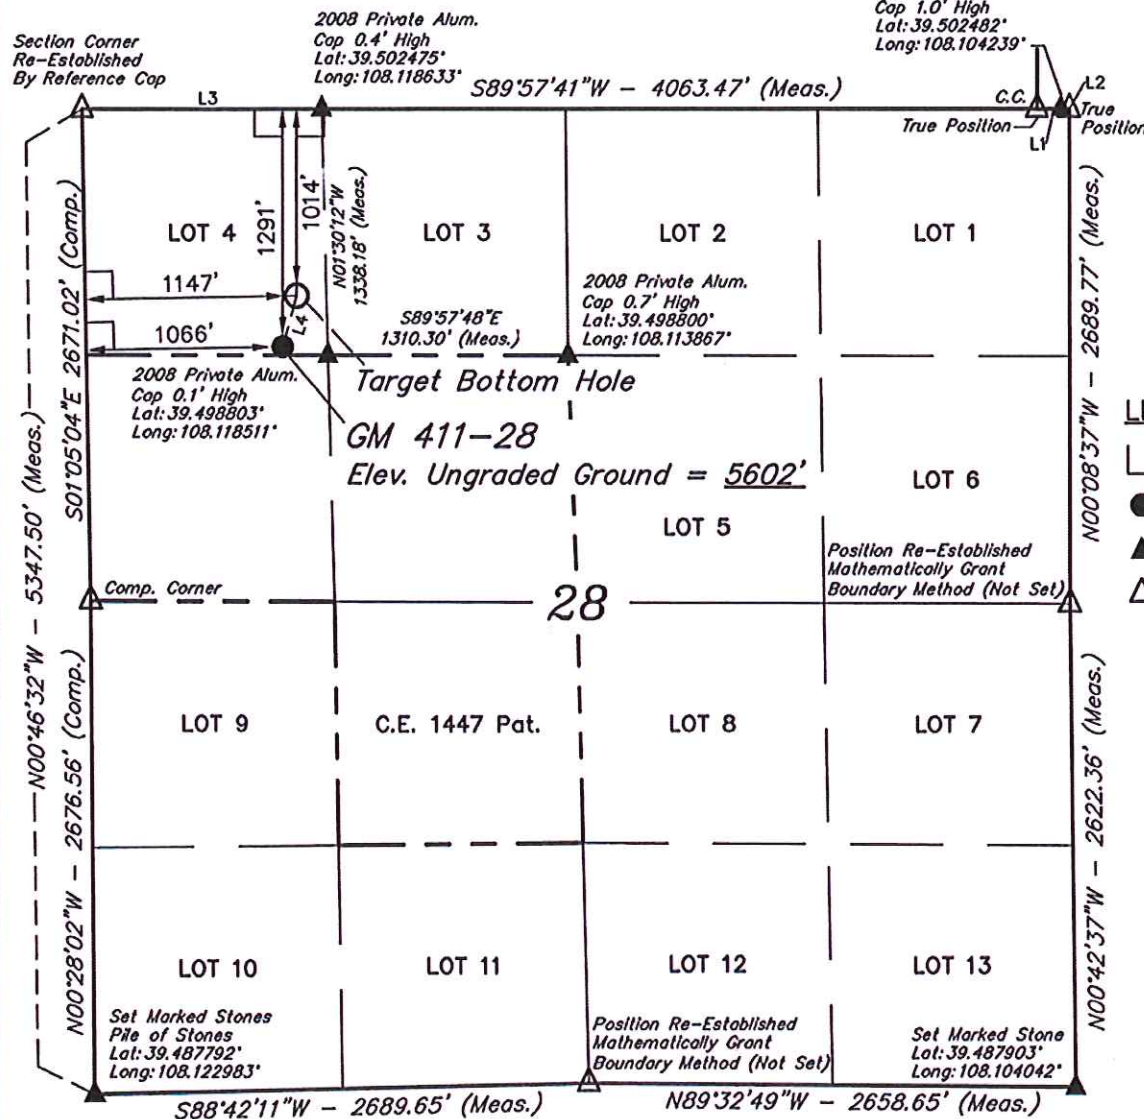 2008 Private Alum.
Cap 0.4' High
Lat: 39.502475°
Long: 108.118633°
Cap 1.0' High
Lat: 39.502482°
Long: 108.104239°
Section Corner
Re-Established
By Reference Cap
S89°57'41"W - 4063.47' (Meas.)
L3
C.C.
True Position
L1
L2
True
Position
LOT 4
LOT 3
LOT 2
LOT 1
1291'
1014'
N01°30'12"W
1338.18' (Meas.)
1147'
1066'
L4
S89°57'48"E
1310.30' (Meas.)
2008 Private Alum.
Cap 0.7' High
Lat: 39.498800°
Long: 108.113867°
2008 Private Alum.
Cap 0.1' High
Lat: 39.498803°
Long: 108.118511°
Target Bottom Hole
GM 411-28
Elev. Ungraded Ground = 5602'
N00°46'32"W - 5347.50' (Meas.)
S01°05'04"E 2671.02' (Comp.)
N00°08'37"W - 2689.77' (Meas.)
LOT 6
LOT 5
Position Re-Established
Mathematically Grant
Boundary Method (Not Set)
Comp. Corner
28
N00°28'02"W - 2676.56' (Comp.)
N00°42'37"W - 2622.36' (Meas.)
LOT 9
C.E. 1447 Pat.
LOT 8
LOT 7
LOT 10
LOT 11
LOT 12
LOT 13
Set Marked Stones
Pile of Stones
Lat: 39.487792°
Long: 108.122983°
Position Re-Established
Mathematically Grant
Boundary Method (Not Set)
Set Marked Stone
Lat: 39.487903°
Long: 108.104042°
S88°42'11"W - 2689.65' (Meas.)
N89°32'49"W - 2658.65' (Meas.)